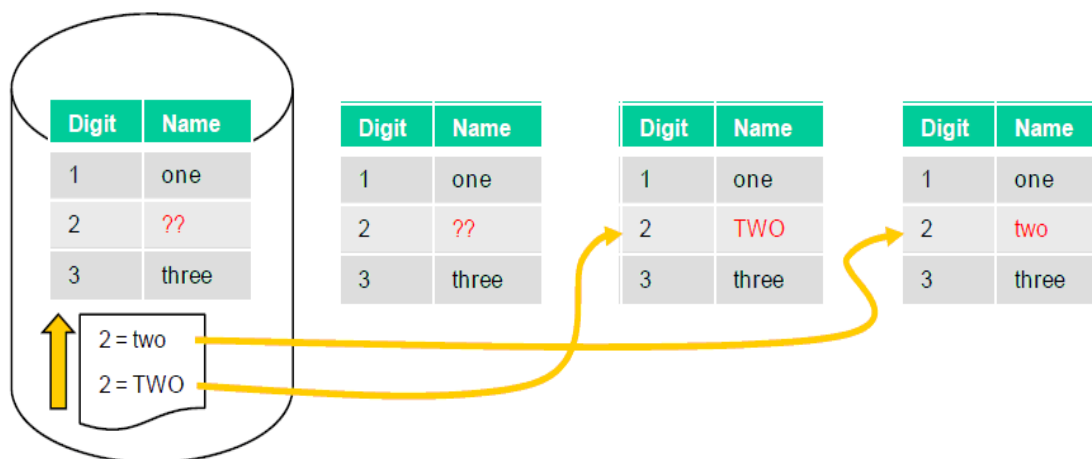 Digit Name
1 one
2 ??
3 three
2 = two
2 = TWO
Digit Name
1 one
2 ??
3 three
Digit Name
1 one
2 TWO
3 three
Digit Name
1 one
2 two
3 three